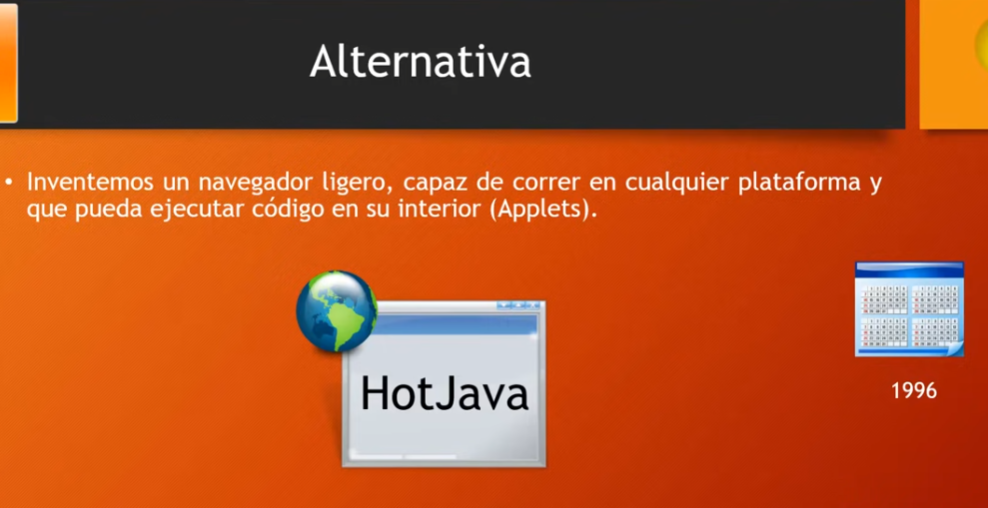 Alternativa
• Inventemos un navegador ligero, capaz de correr en cualquier plataforma y
que pueda ejecutar código en su interior (Applets).
HotJava
1996